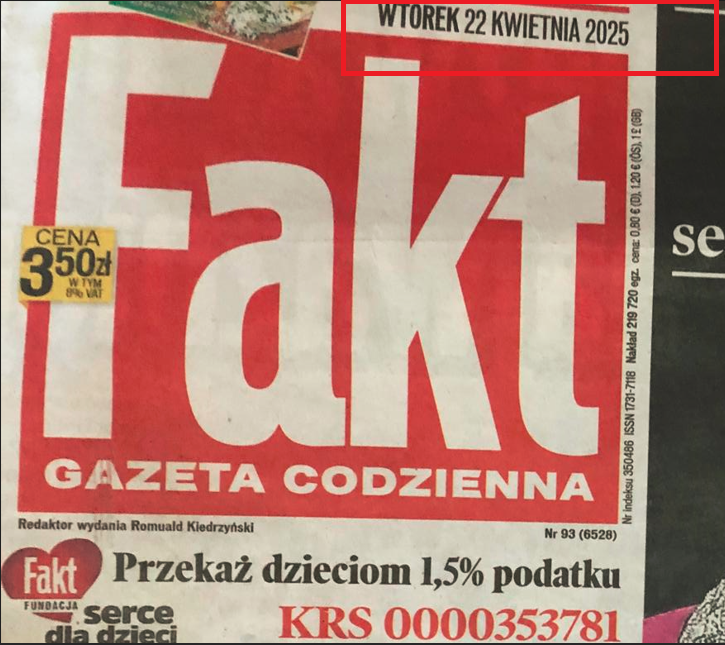 WTOREK 22 KWIETNIA 2025
Fakt
CENA
3,50 zł
W TYM
8% VAT
GAZETA CODZIENNA
Nr indeksu 350486 ISSN 1731-7118 Nakład 219 720 egz. cena: 0,80 € (D), 1,20 € (ÖS), 1 £ (GB)
se
Redaktor wydania Romuald Kiedrzyński
Nr 93 (6528)
Fakt
FUNDACJA
serce
dla dzieci
Przekaż dzieciom 1,5% podatku
KRS 0000353781